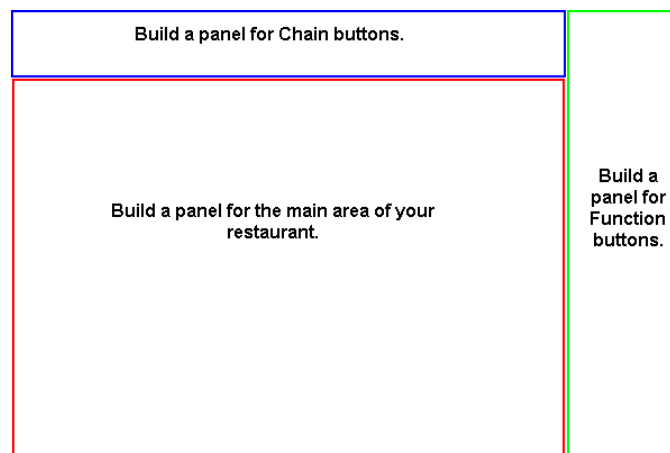 Build a panel for Chain buttons.
Build a panel for the main area of your
restaurant.
Build a
panel for
Function
buttons.